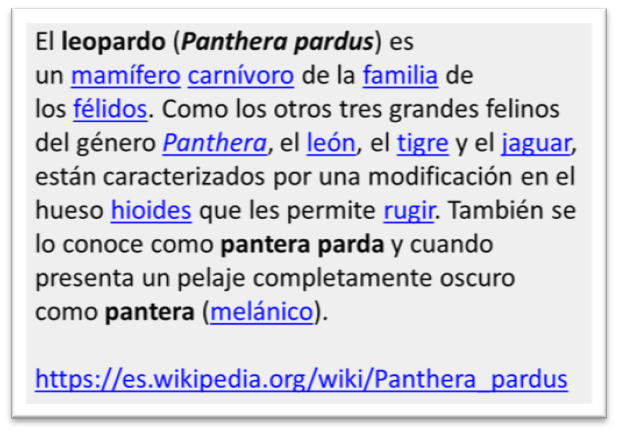 El leopardo (Panthera pardus) es
un mamífero carnívoro de la familia de
los félidos. Como los otros tres grandes felinos
del género Panthera, el león, el tigre y el jaguar,
están caracterizados por una modificación en el
hueso hioides que les permite rugir. También se
lo conoce como pantera parda y cuando
presenta un pelaje completamente oscuro
como pantera (melánico).
https://es.wikipedia.org/wiki/Panthera_pardus